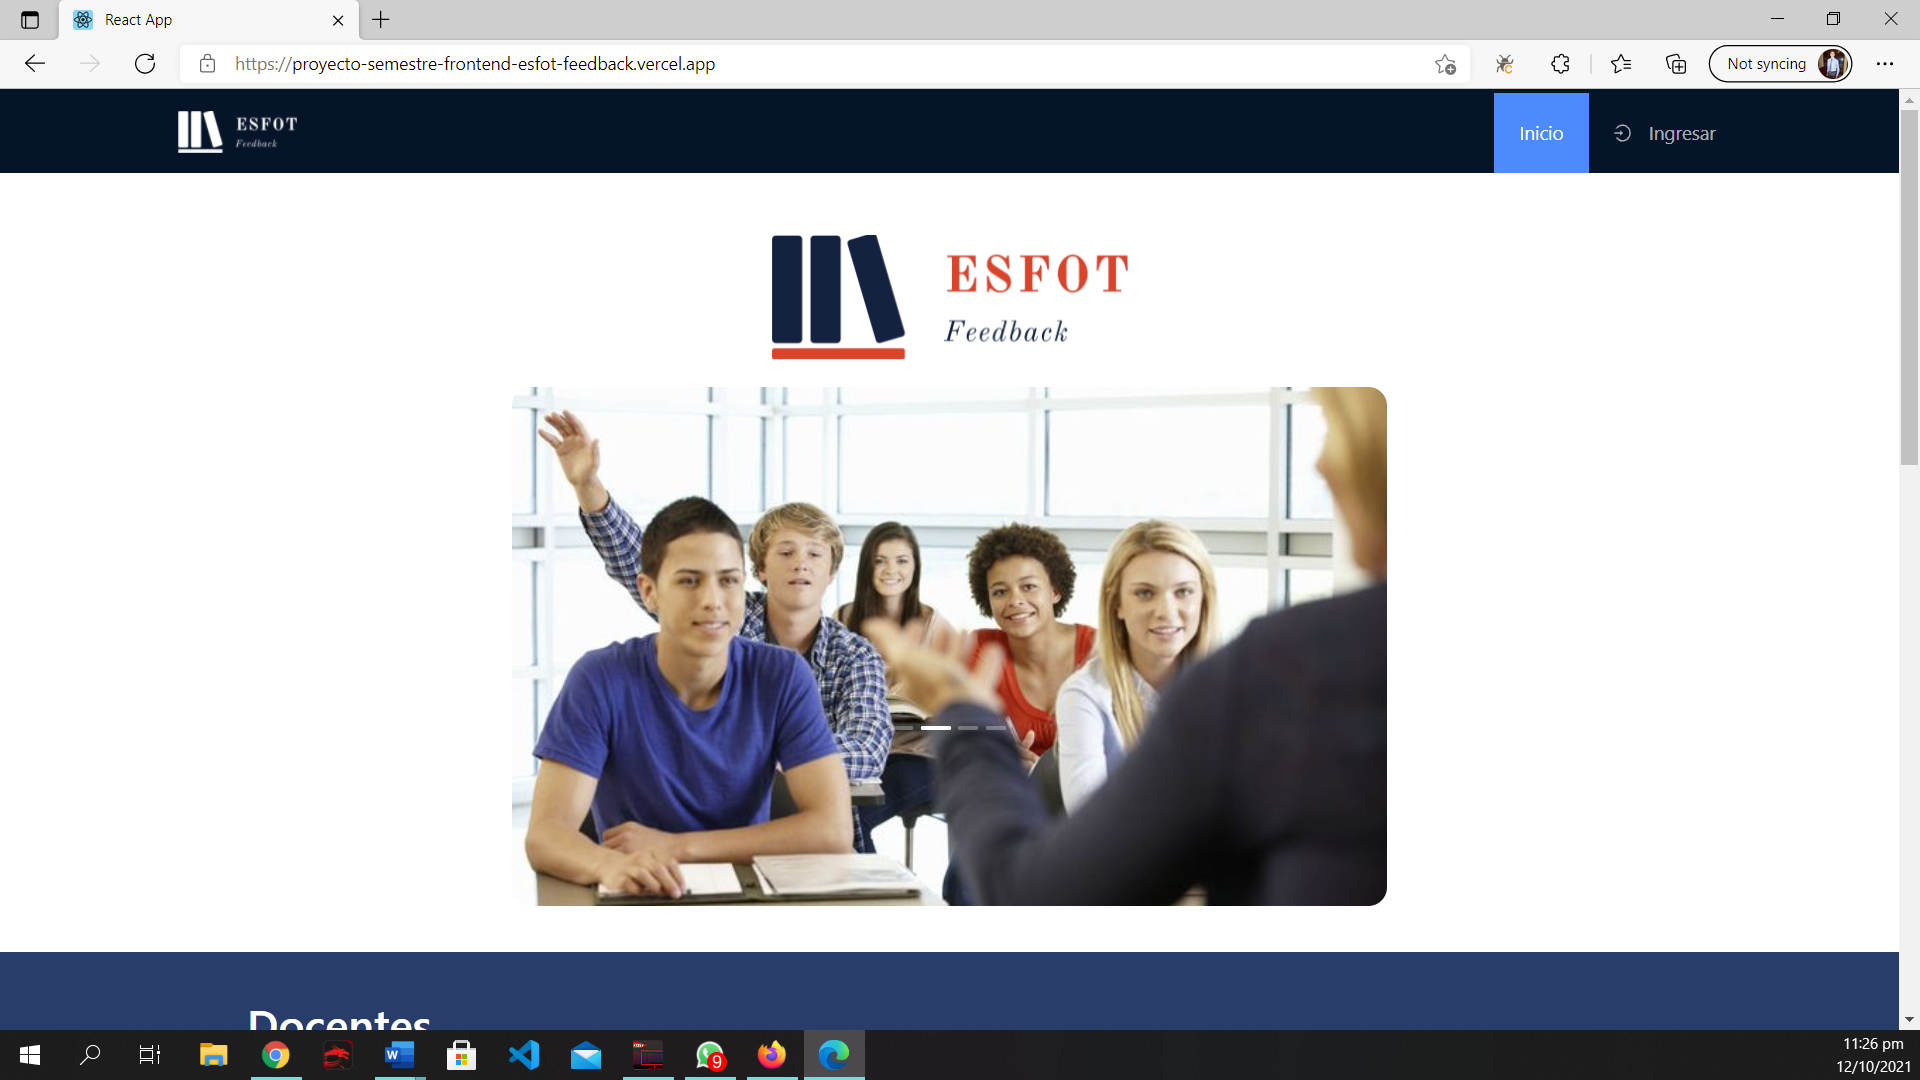 React App
https://proyecto-semestre-frontend-esfot-feedback.vercel.app
Not syncing
ESFOT
Feedback
Inicio
Ingresar
ESFOT
Feedback
Docentes
9
11:26 pm
12/10/2021